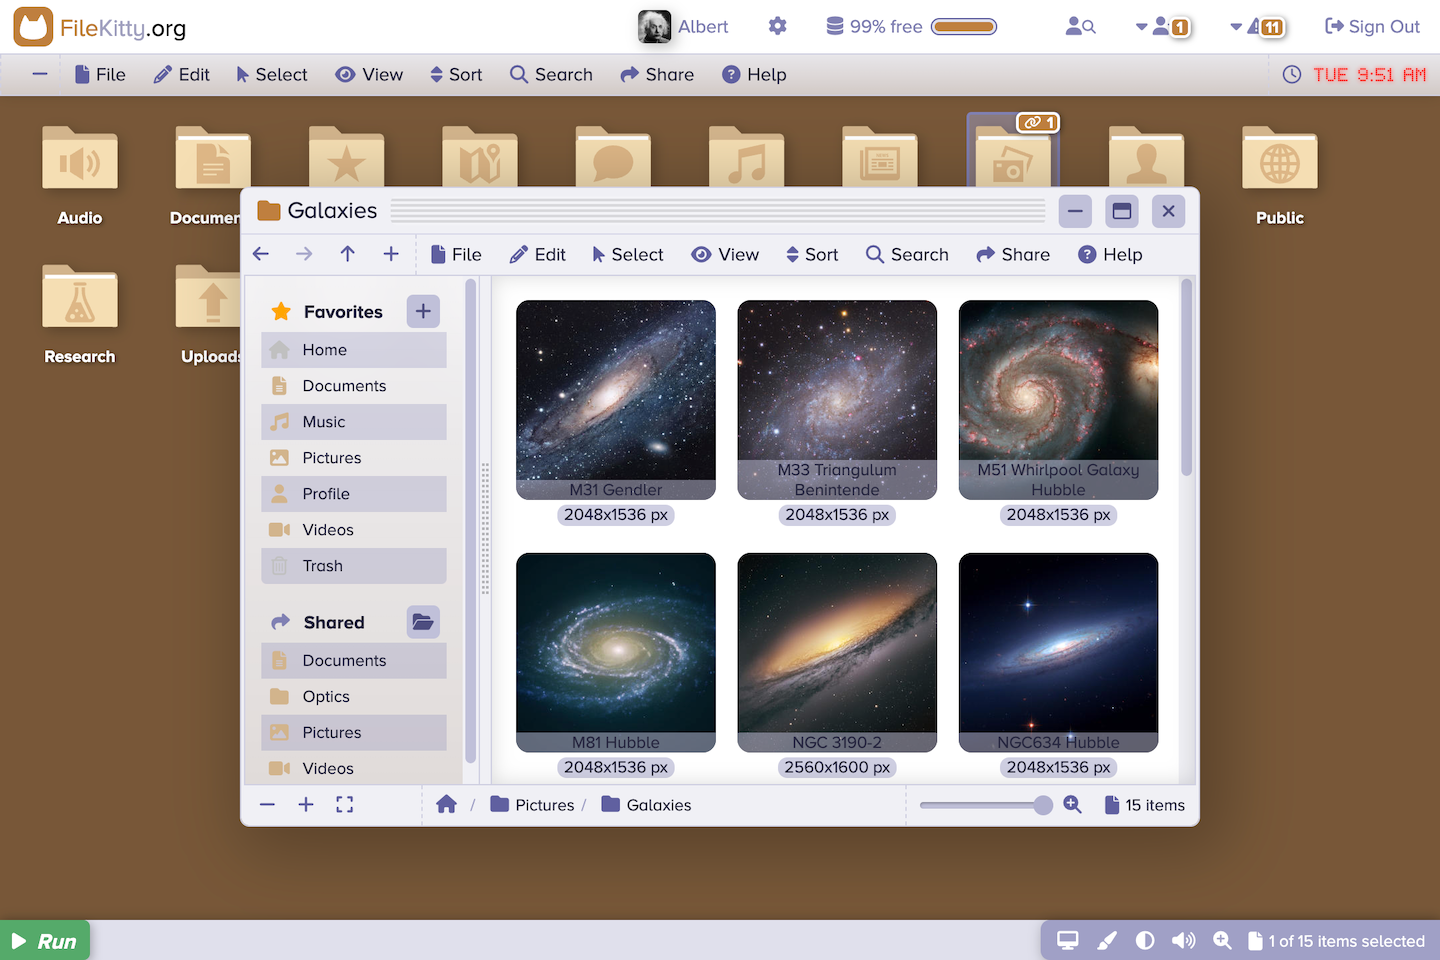 FileKitty.org
Albert
99% free
1
11
Sign Out
File
Edit
Select
View
Sort
Search
Share
Help
TUE 9:51 AM
1
Audio
Documen
Public
Research
Uploads
Galaxies
File
Edit
Select
View
Sort
Search
Share
Help
Favorites
Home
Documents
Music
Pictures
Profile
Videos
Trash
Shared
Documents
Optics
Pictures
Videos
M31 Gendler
2048x1536 px
M33 Triangulum
Benintende
2048x1536 px
M51 Whirlpool Galaxy
Hubble
2048x1536 px
M81 Hubble
2048x1536 px
NGC 3190-2
2560x1600 px
NGC634 Hubble
2048x1536 px
/ Pictures / Galaxies
15 items
Run
1 of 15 items selected